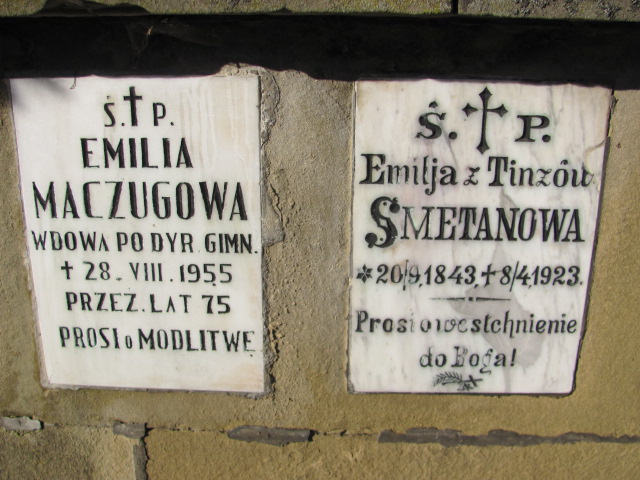 Ś. † P.
EMILIA
MACZUGOWA
WDOWA PO DYR. GIMN.
† 28. VIII. 1955
PRZEŻ. LAT 75
PROSI o MODLITWĘ
Ś. † P.
Emilja z Tinzów
SMETANOWA
* 20/9.1843. † 8/4.1923.
Prosi o westchnienie
do Boga!